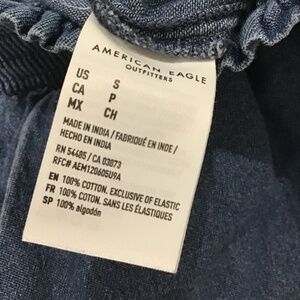 AMERICAN EAGLE
OUTFITTERS
US S
CA P
MX CH
MADE IN INDIA / FABRIQUÉ EN INDE /
HECHO EN INDIA
RN 54485 / CA 03873
RFC# AEM120605U9A
EN 100% COTTON. EXCLUSIVE OF ELASTIC
FR 100% COTON. SANS LES ÉLASTIQUES
SP 100% algodón